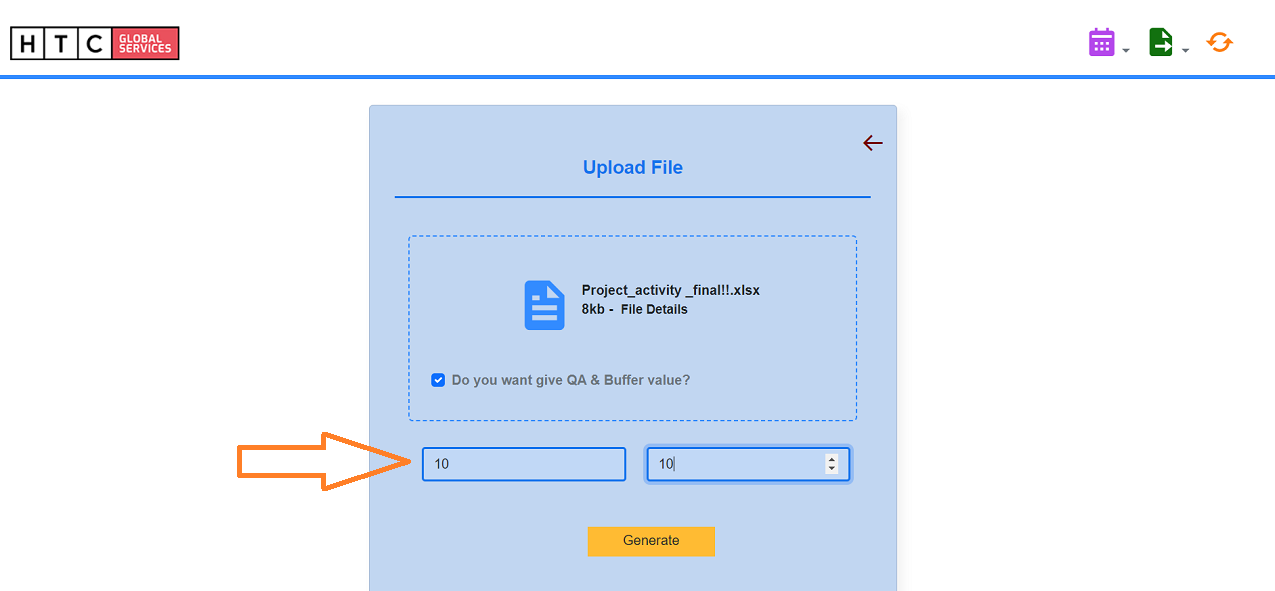 HTC GLOBAL
SERVICES
Upload File
Project_activity _final!!.xlsx
8kb - File Details
Do you want give QA & Buffer value?
10 10
Generate